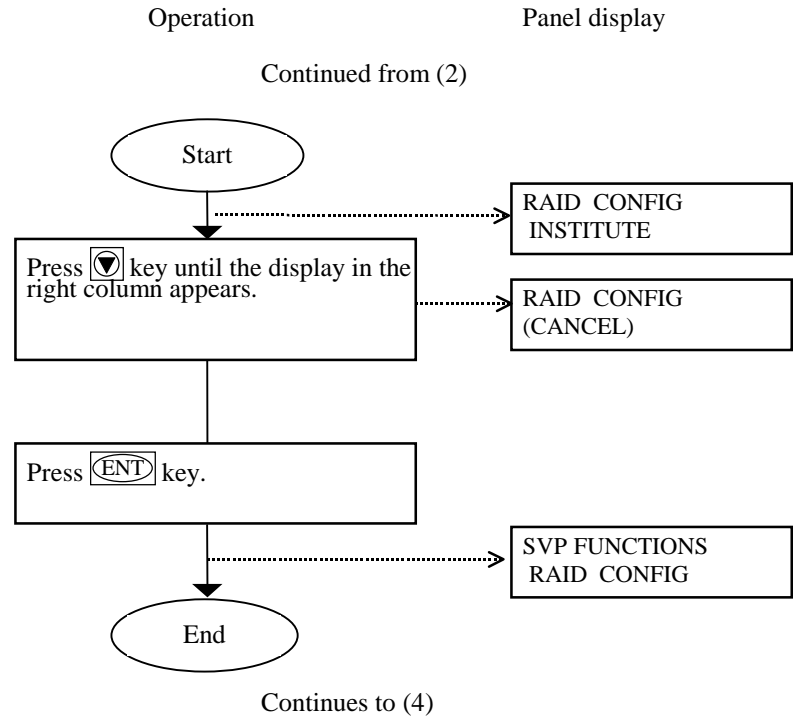 Operation
Panel display
Continued from (2)
Start
RAID CONFIG
INSTITUTE
Press ▼ key until the display in the
right column appears.
RAID CONFIG
(CANCEL)
Press ENT key.
SVP FUNCTIONS
RAID CONFIG
End
Continues to (4)